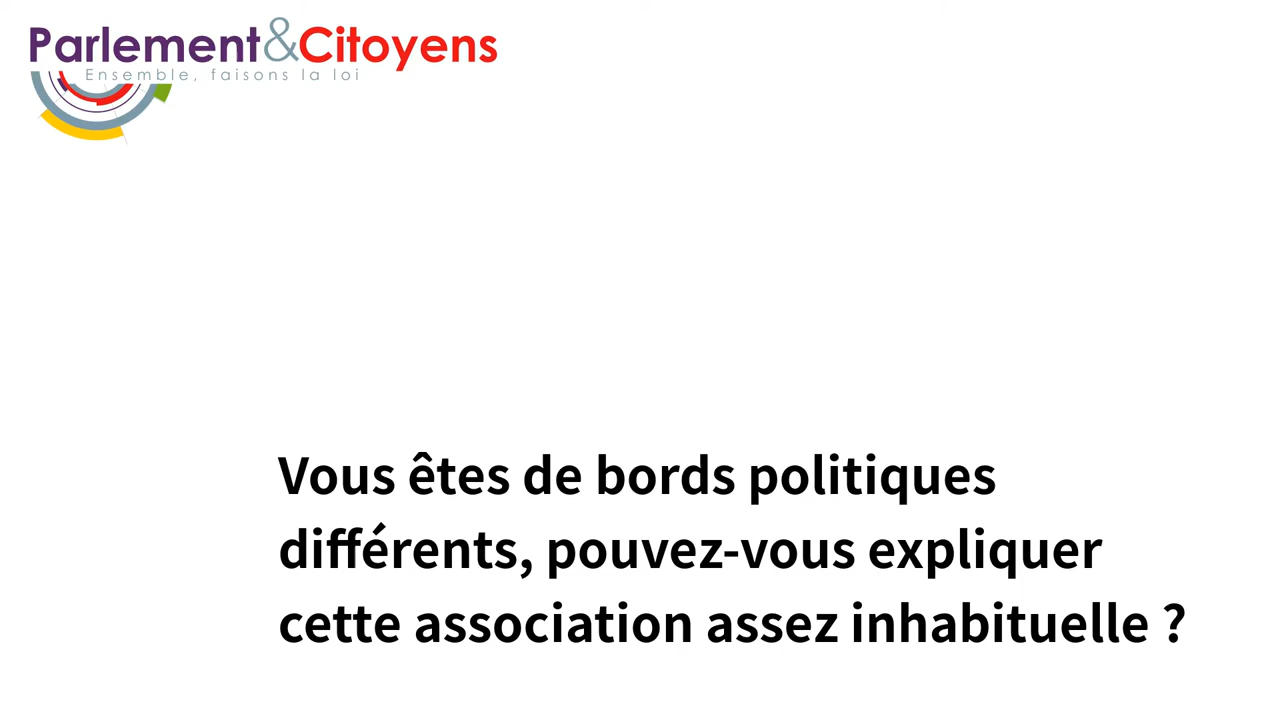 Parlement&Citoyens
Ensemble, faisons la loi
Vous êtes de bords politiques
différents, pouvez-vous expliquer
cette association assez inhabituelle ?